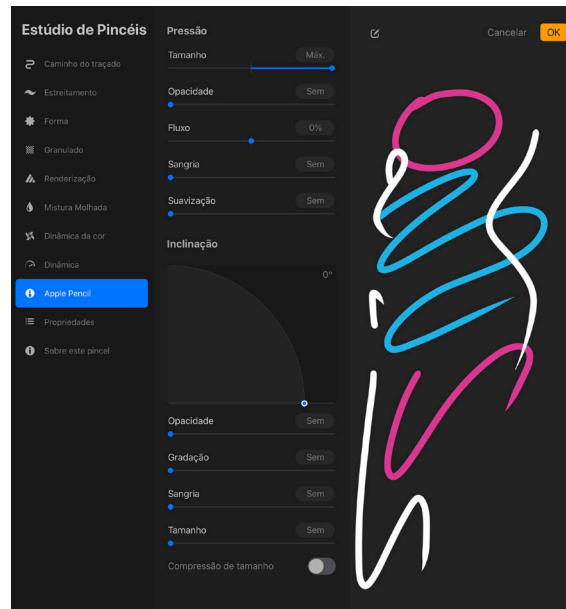 Estúdio de Pincéis
Caminho do traçado
Estreitamento
Forma
Granulado
Renderização
Mistura Molhada
Dinâmica da cor
Dinâmica
Apple Pencil
Propriedades
Sobre este pincel
Pressão
Tamanho Máx.
Opacidade Sem
Fluxo 0%
Sangria Sem
Suavização Sem
Inclinação
0º
Opacidade Sem
Gradação Sem
Sangria Sem
Tamanho Sem
Compressão de tamanho
Cancelar OK